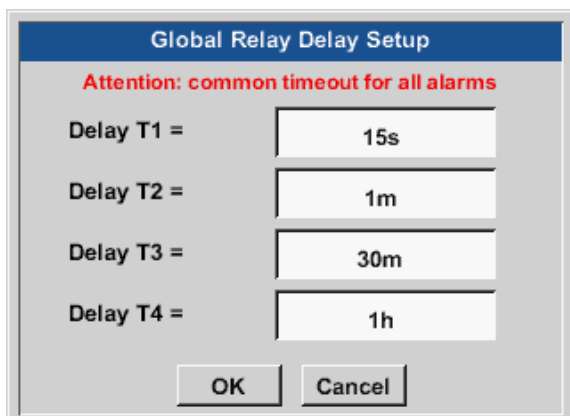 Global Relay Delay Setup
Attention: common timeout for all alarms
Delay T1 = 15s
Delay T2 = 1m
Delay T3 = 30m
Delay T4 = 1h
OK Cancel